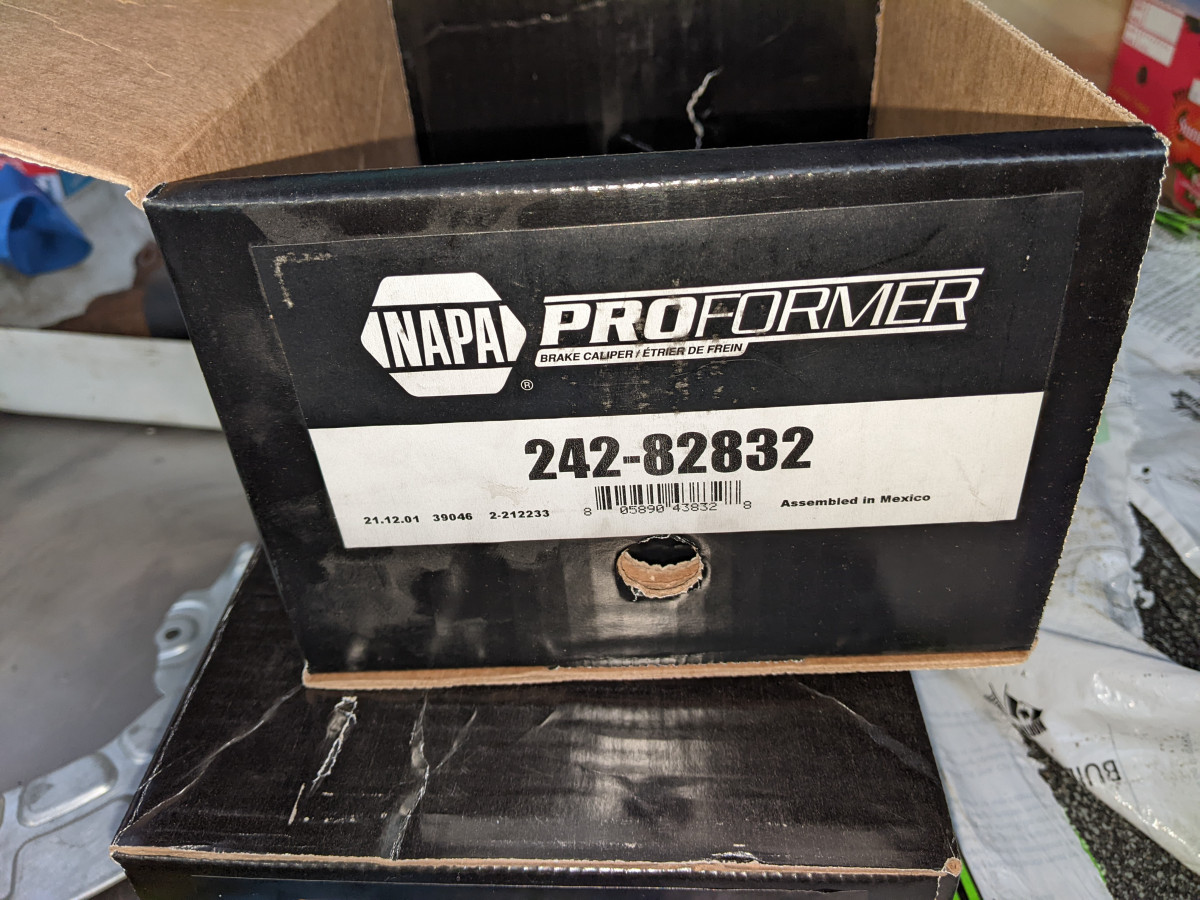 NAPA
®
PROFORMER
BRAKE CALIPER / ÉTRIER DE FREIN
242-82832
21.12.01 39046 2-212233
8 05890 43832 8
Assembled in Mexico